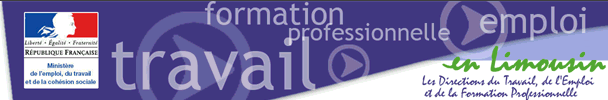 Liberté • Égalité • Fraternité
RÉPUBLIQUE FRANÇAISE
Ministère
de l'emploi, du travail
et de la cohésion sociale
formation
professionnelle
emploi
travail
en Limousin
Les Directions du Travail, de l'Emploi
et de la Formation Professionnelle